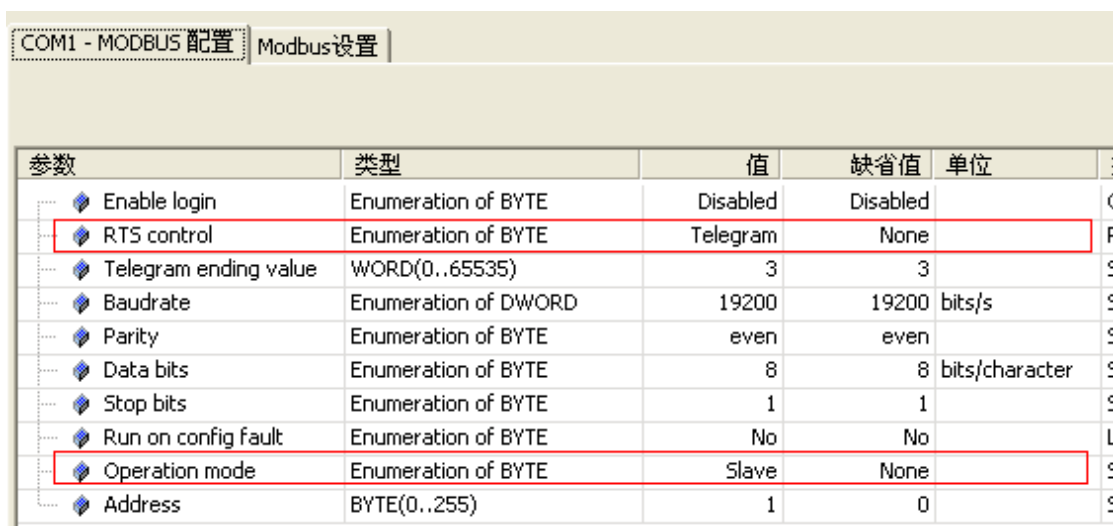 COM1 - MODBUS 配置 Modbus设置
参数 类型 值 缺省值 单位
Enable login Enumeration of BYTE Disabled Disabled
RTS control Enumeration of BYTE Telegram None
Telegram ending value WORD(0..65535) 3 3
Baudrate Enumeration of DWORD 19200 19200 bits/s
Parity Enumeration of BYTE even even
Data bits Enumeration of BYTE 8 8 bits/character
Stop bits Enumeration of BYTE 1 1
Run on config fault Enumeration of BYTE No No
Operation mode Enumeration of BYTE Slave None
Address BYTE(0..255) 1 0